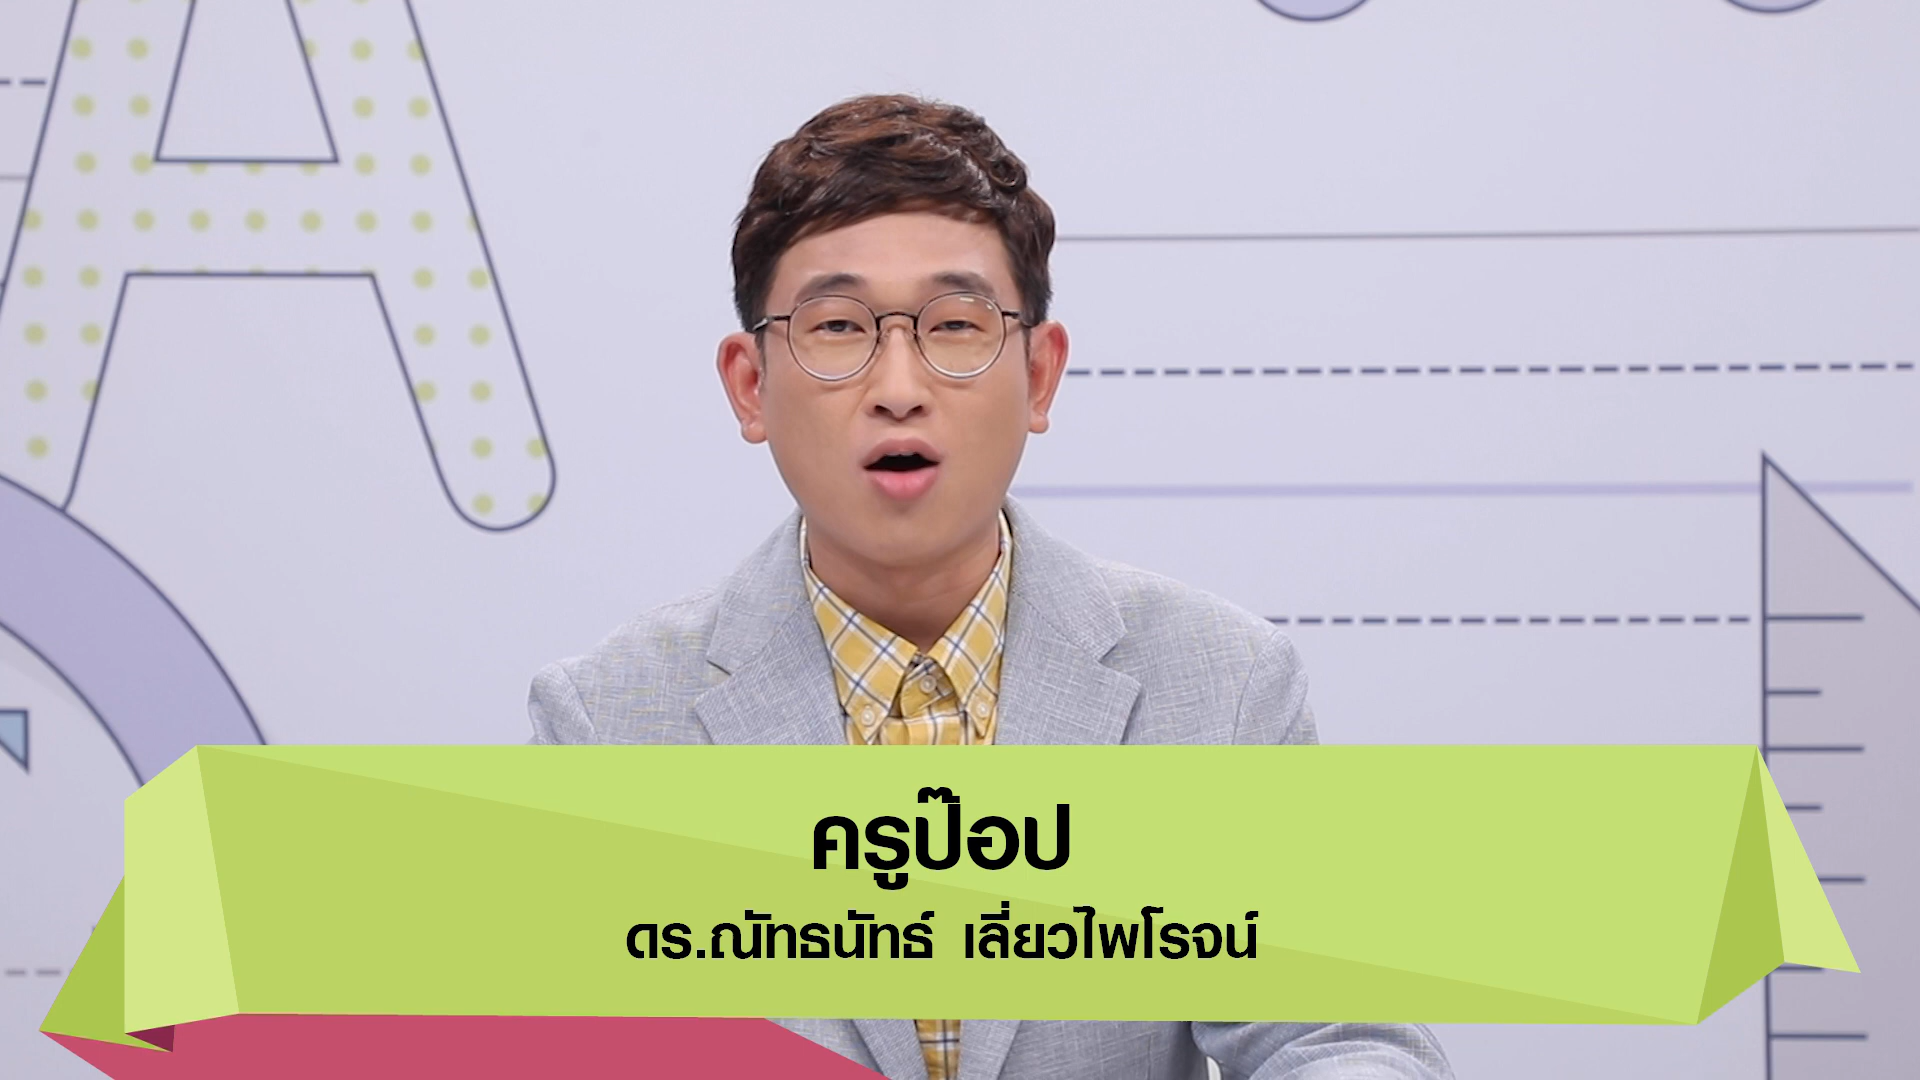 A
ครูป๊อป
ดร.ณัทธนัทธ์ เลี่ยวไพโรจน์